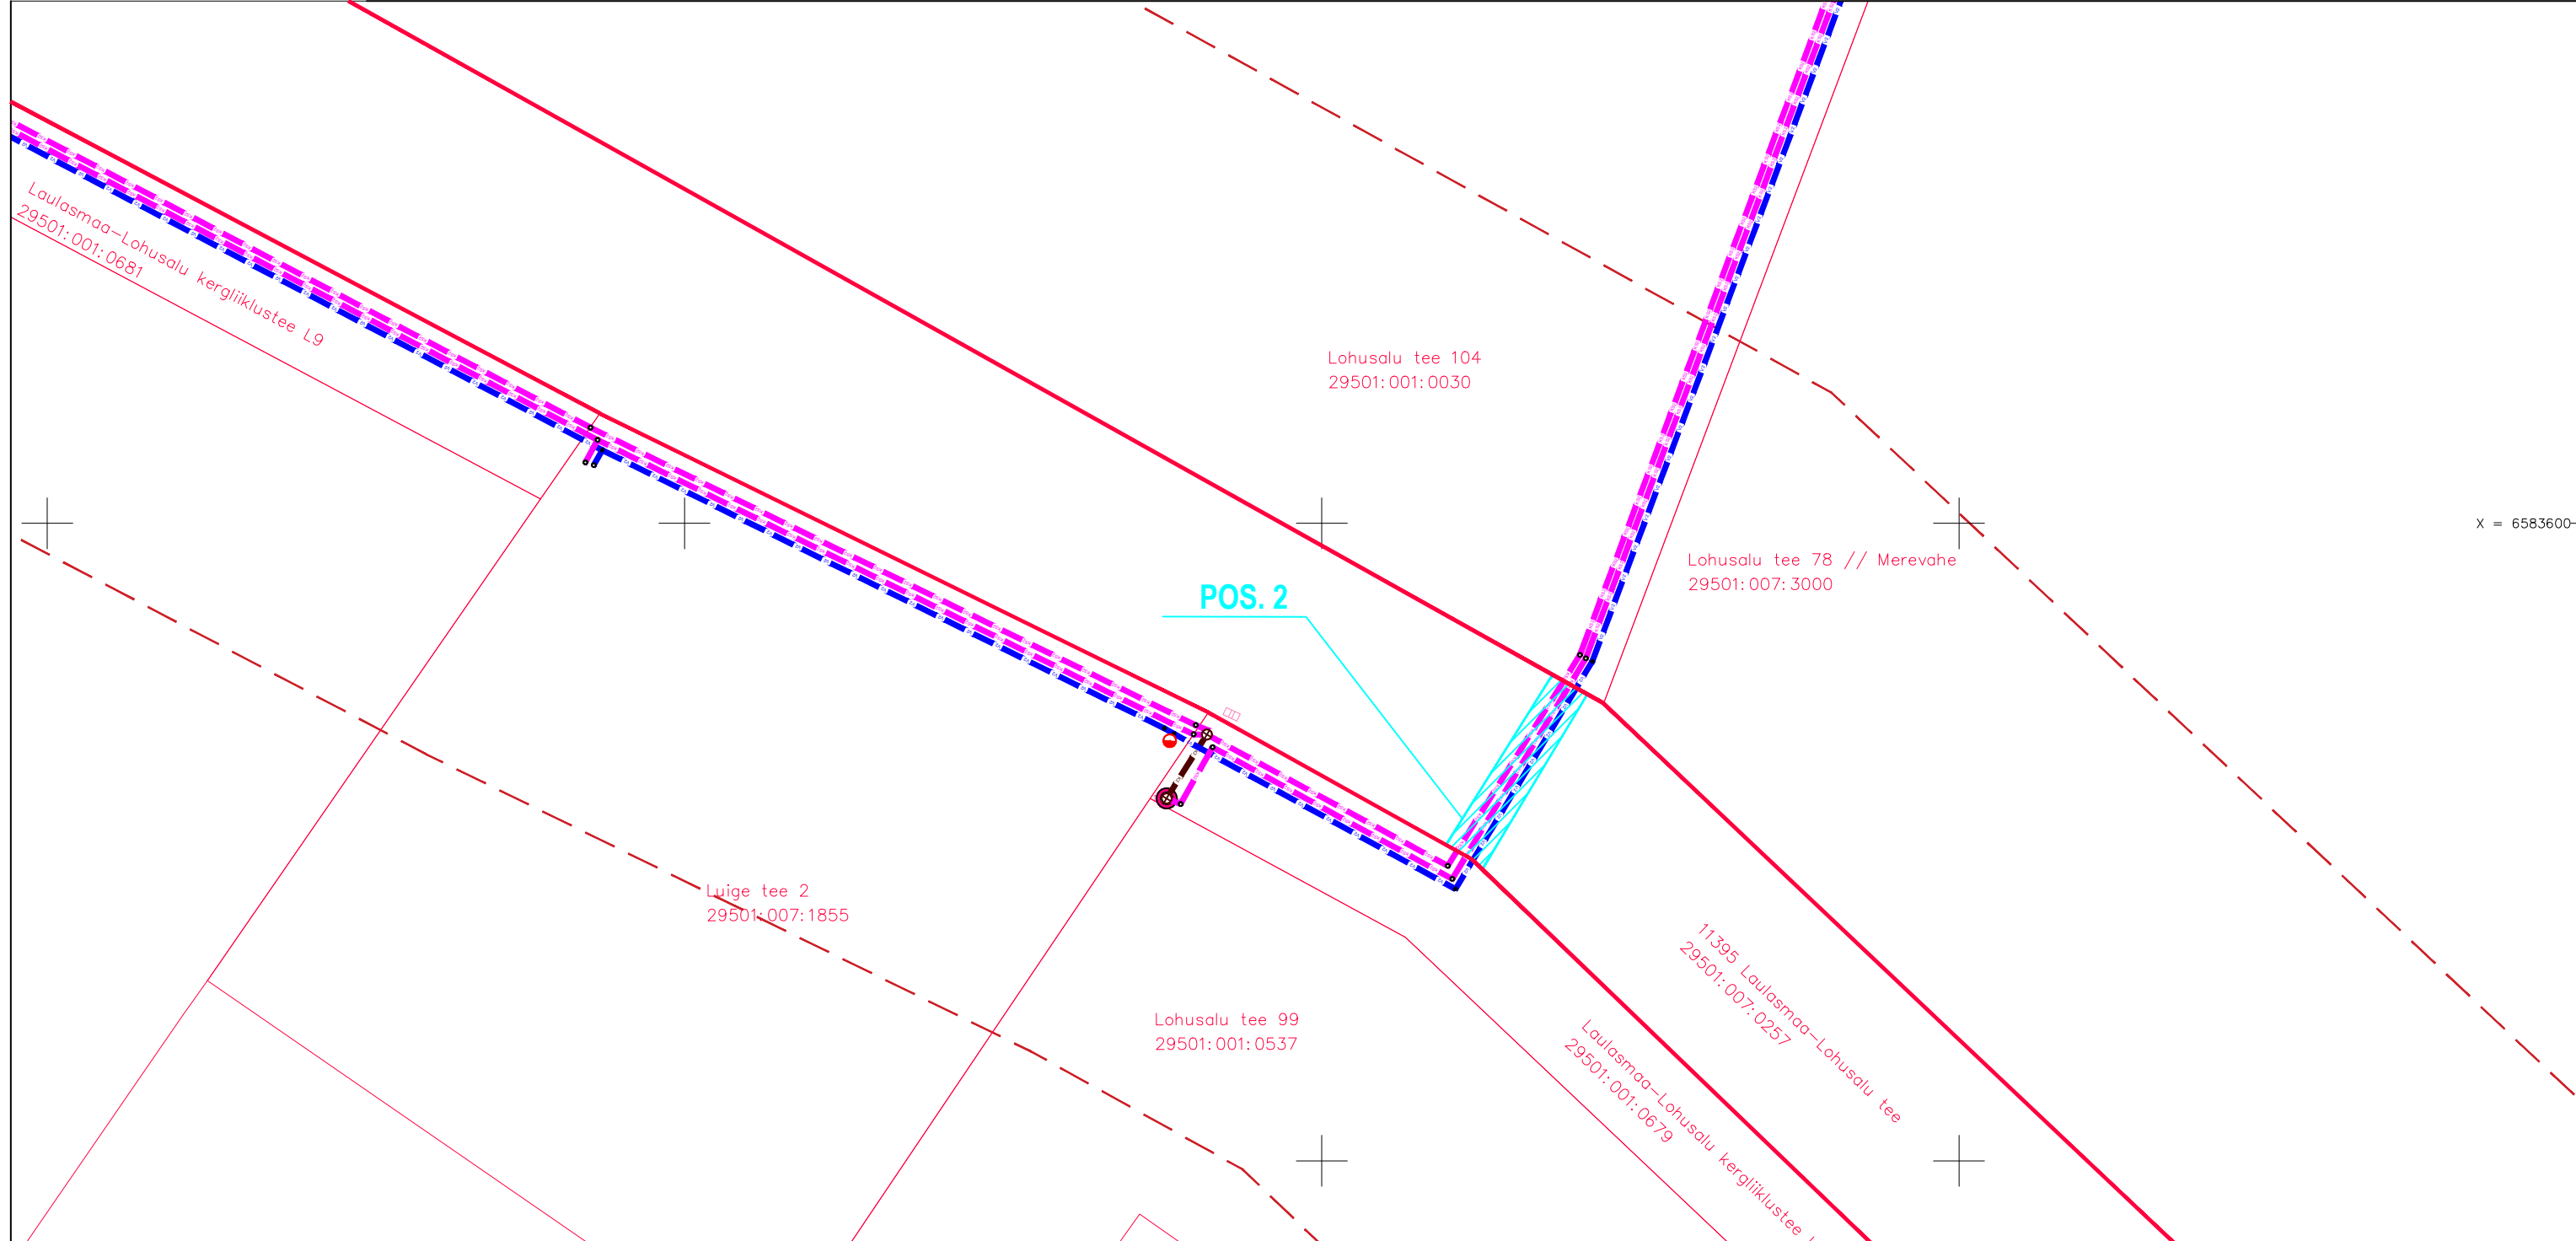 Laulasmaa-Lohusalu kergliiklustee L9
29501:001:0681
Lohusalu tee 104
29501:001:0030
X = 6583600
Lohusalu tee 78 // Merevahe
29501:007:3000
POS. 2
Luige tee 2
29501:007:1855
11395 Laulasmaa-Lohusalu tee
29501:007:0257
Lohusalu tee 99
29501:001:0537
Laulasmaa-Lohusalu kergliiklustee
29501:001:0679